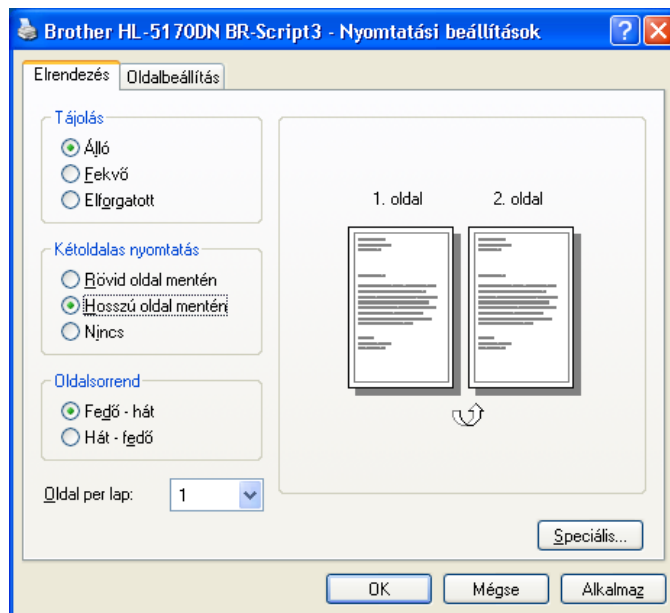 Brother HL-5170DN BR-Script3 - Nyomtatási beállítások
Elrendezés
Oldalbeállítás
Tájolás
Álló
Fekvő
Elforgatott
Kétoldalas nyomtatás
Rövid oldal mentén
Hosszú oldal mentén
Nincs
Oldalsorrend
Fedő - hát
Hát - fedő
Oldal per lap:
1
1. oldal
2. oldal
Speciális...
OK
Mégse
Alkalmaz